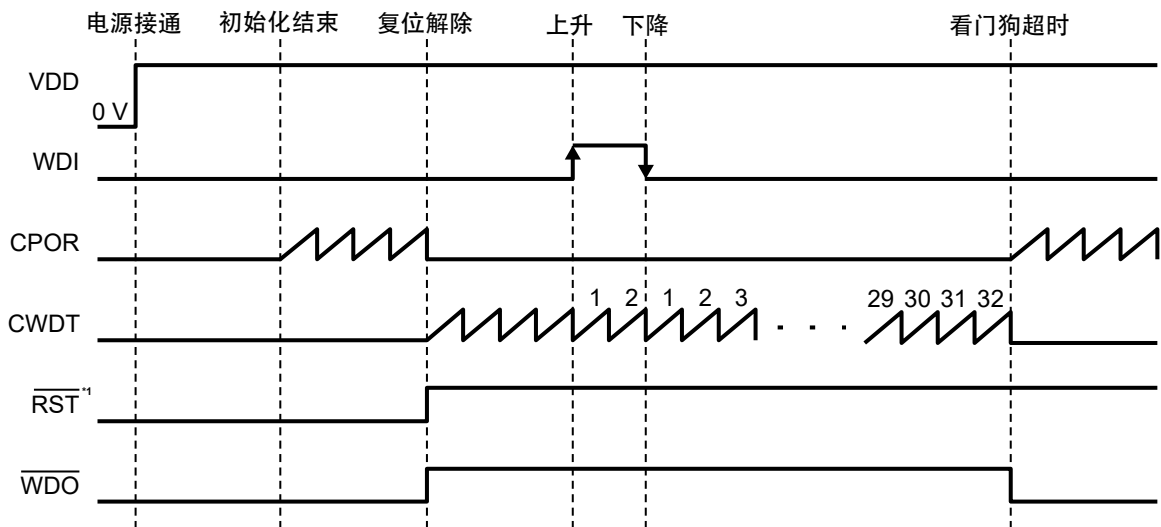 电源接通 初始化结束 复位解除 上升 下降 看门狗超时
VDD
0 V
WDI
CPOR
1 2 1 2 3 29 30 31 32
CWDT
. . .
RST*1
WDO